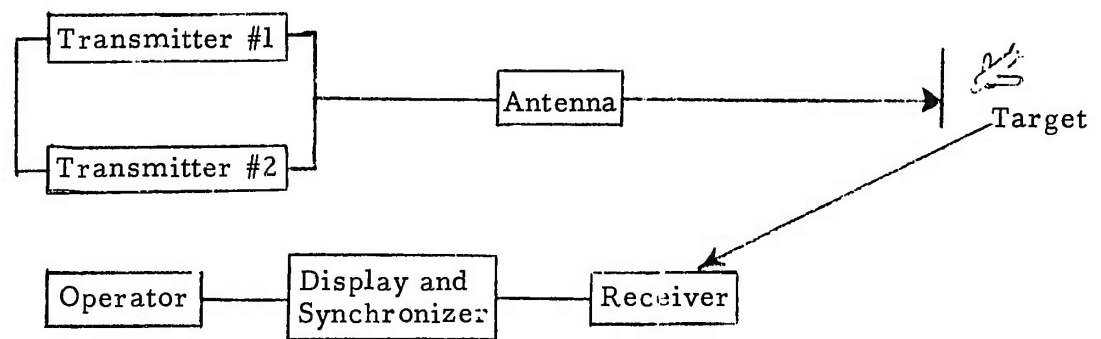 Transmitter #1
Antenna
Target
Transmitter #2
Operator
Display and
Synchronizer
Receiver